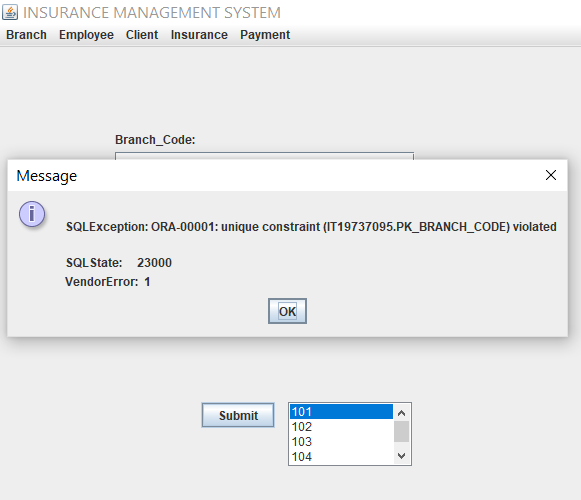 INSURANCE MANAGEMENT SYSTEM
Branch Employee Client Insurance Payment
Branch_Code:
Message
SQLException: ORA-00001: unique constraint (IT19737095.PK_BRANCH_CODE) violated
SQLState: 23000
VendorError: 1
OK
Submit
101
102
103
104